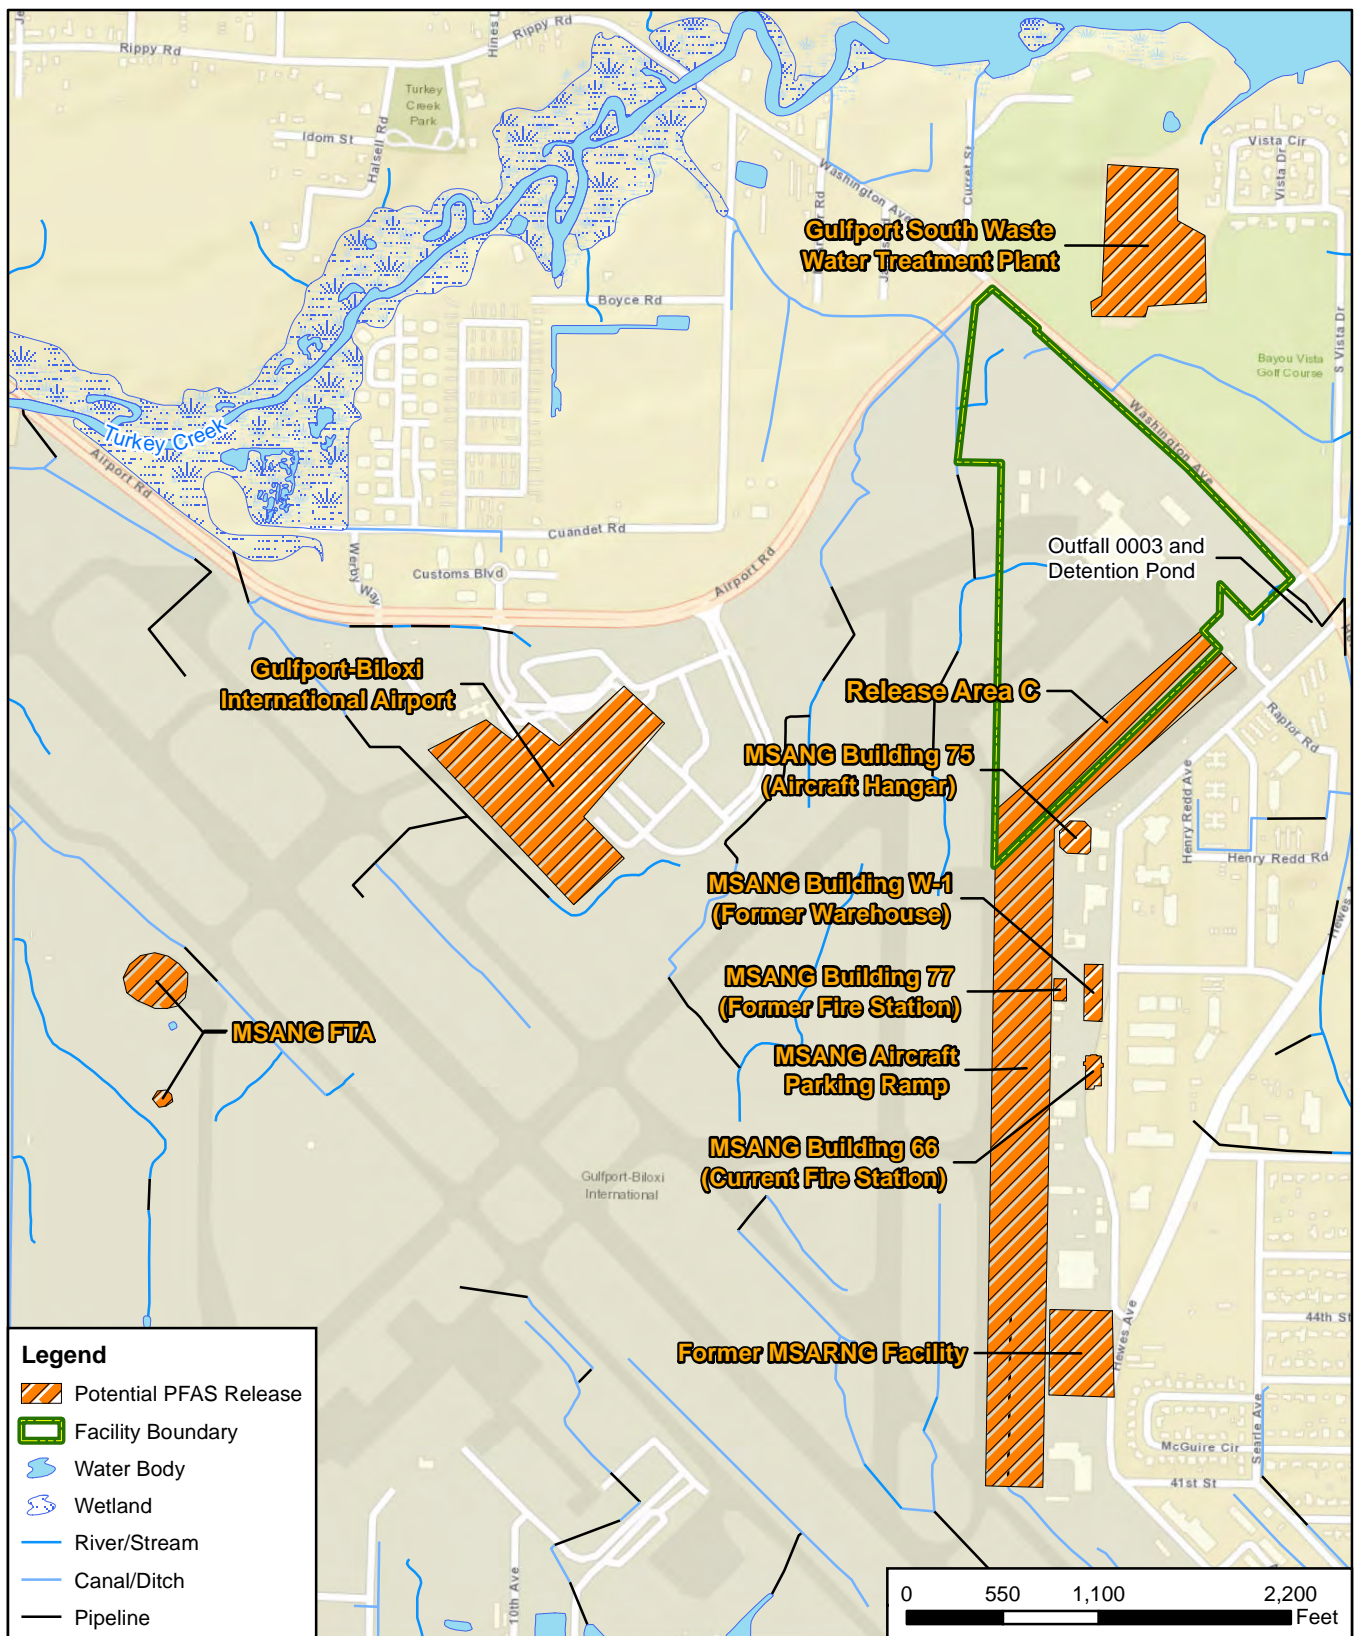 Rippy Rd
Hines
Rippy Rd
Turkey
Creek
Park
Idom St
Halsell Rd
Vista Cir
Vista Dr
Washington Ave
Curret St
Gulfport South Waste
Water Treatment Plant
Boyce Rd
S Vista Dr
Bayou Vista
Golf Course
Turkey Creek
Airport Rd
Washington Ave
Cuandet Rd
Outfall 0003 and
Detention Pond
Customs Blvd
Werby Way
Airport Rd
Gulfport-Biloxi
International Airport
Release Area C
Raptor Rd
MSANG Building 75
(Aircraft Hangar)
Henry Redd Ave
Henry Redd Rd
MSANG Building W-1
(Former Warehouse)
Hewes
MSANG Building 77
(Former Fire Station)
MSANG FTA
MSANG Aircraft
Parking Ramp
MSANG Building 66
(Current Fire Station)
Gulfport-Biloxi
International
44th St
Former MSARNG Facility
Hewes Ave
McGuire Cir
Searle Ave
41st St
10th Ave
Legend
Potential PFAS Release
Facility Boundary
Water Body
Wetland
River/Stream
Canal/Ditch
Pipeline
0 550 1,100 2,200
Feet